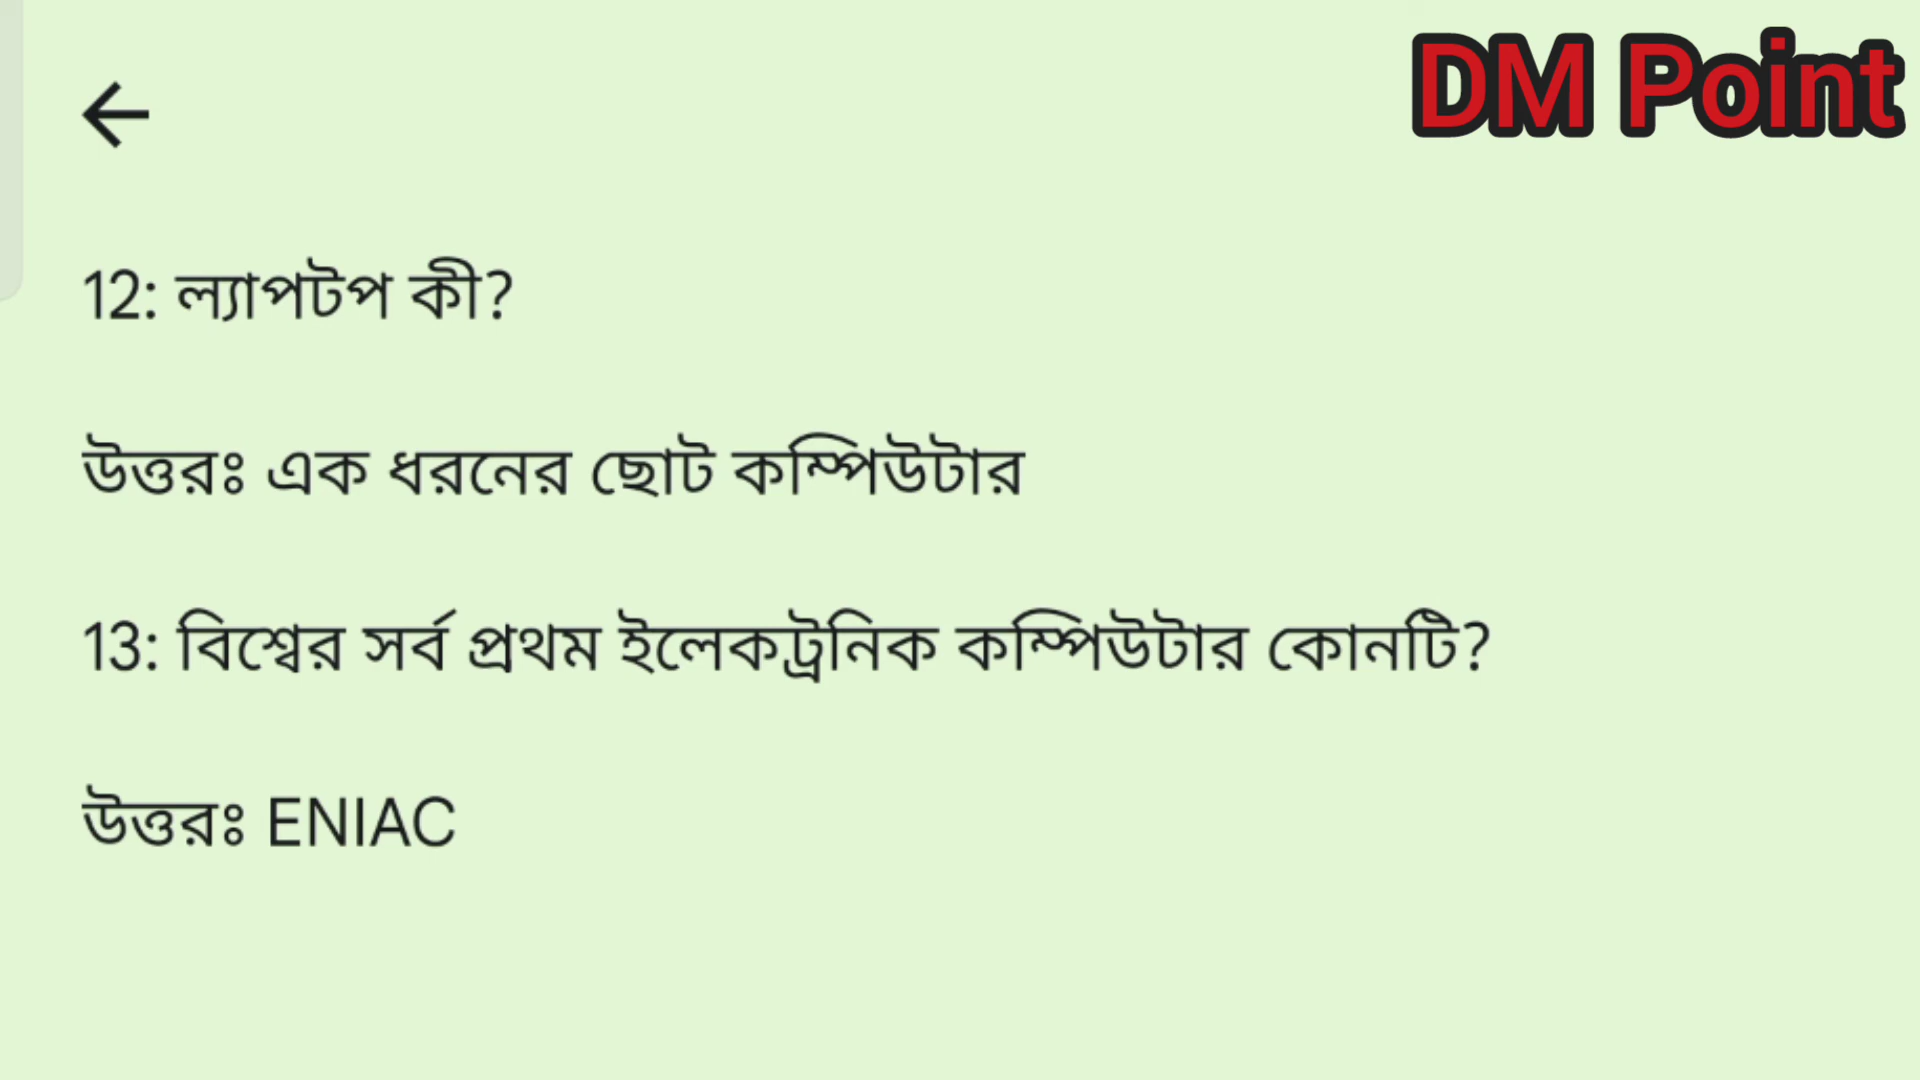 DM Point
12: ল্যাপটপ কী?
উত্তরঃ এক ধরনের ছোট কম্পিউটার
13: বিশ্বের সর্ব প্রথম ইলেকট্রনিক কম্পিউটার কোনটি?
উত্তরঃ ENIAC